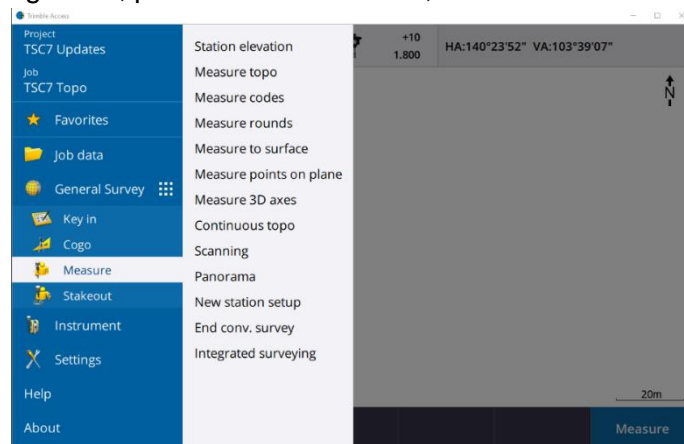 Trimble Access
Project
TSC7 Updates
Job
TSC7 Topo
Favorites
Job data
General Survey
Key in
Cogo
Measure
Stakeout
Instrument
Settings
Help
About
Station elevation
Measure topo
Measure codes
Measure rounds
Measure to surface
Measure points on plane
Measure 3D axes
Continuous topo
Scanning
Panorama
New station setup
End conv. survey
Integrated surveying
+10
1.800
HA:140°23'52" VA:103°39'07"
N
20m
Measure